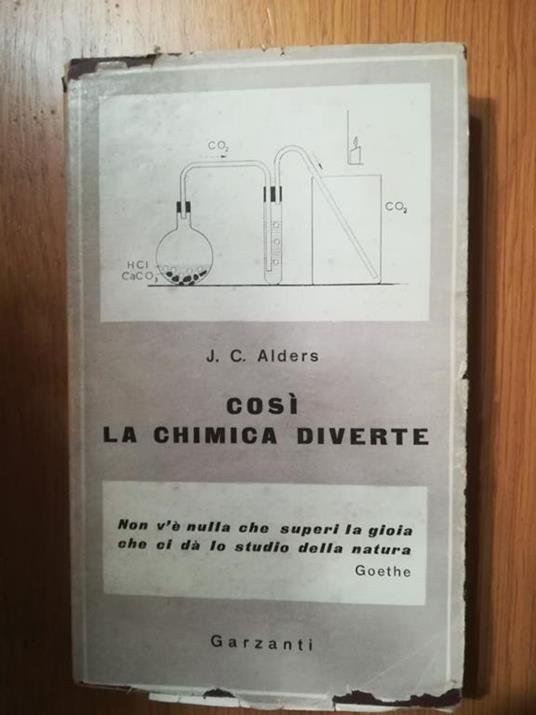 CO₂
CO₂
HCl
CaCO₃
J. C. Alders
COSÌ
LA CHIMICA DIVERTE
Non v'è nulla che superi la gioia
che ci dà lo studio della natura
Goethe
Garzanti